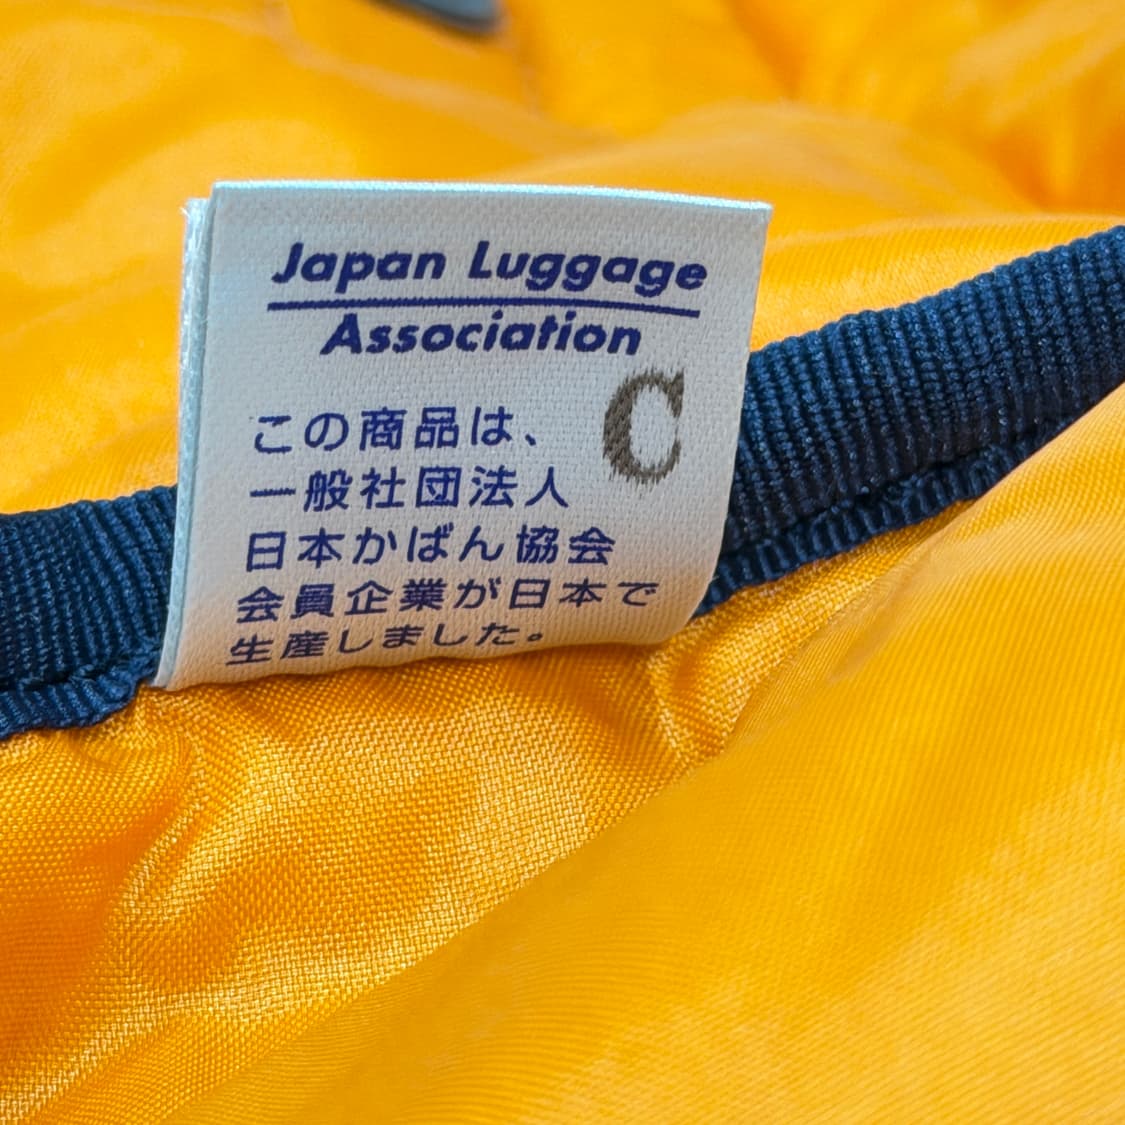 Japan Luggage
Association
C
この商品は、
一般社団法人
日本かばん協会
会員企業が日本で
生産しました。